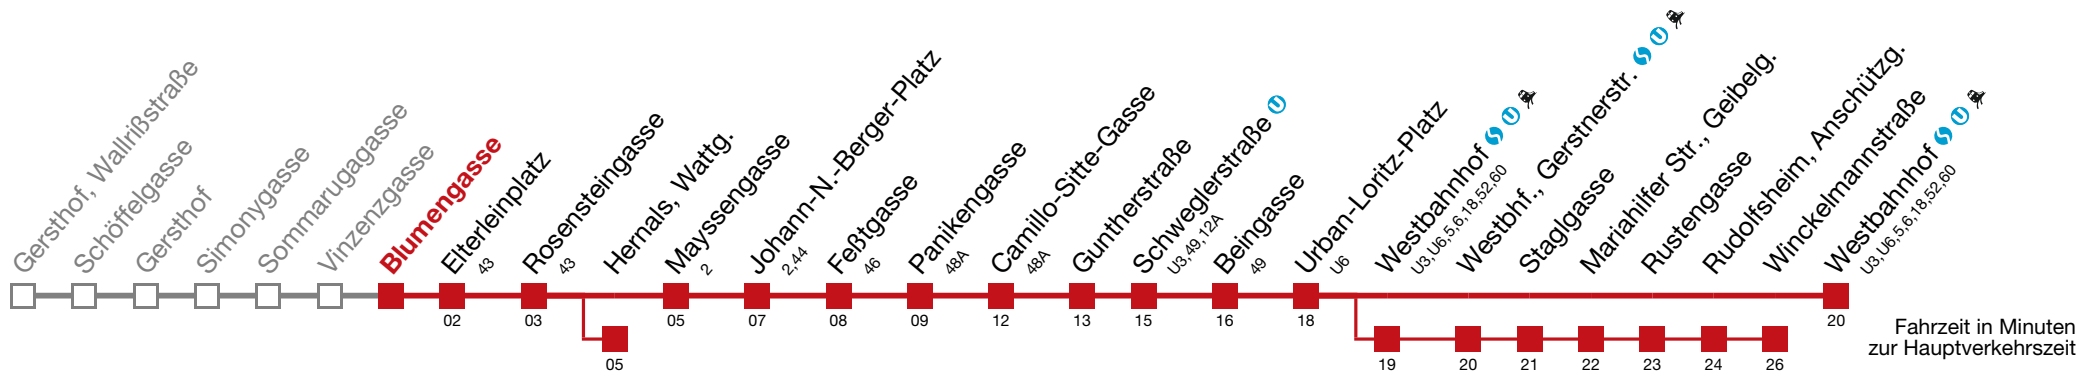 Gersthof, Wallrißstraße
Schöffelgasse
Gersthof
Simonygasse
Sommarugagasse
Vinzenzgasse
Blumengasse
Elterleinplatz
43
Rosensteingasse
43
Hernals, Wattg.
Mayssengasse
2
Johann-N.-Berger-Platz
2,44
Feßtgasse
46
Panikengasse
48A
Camillo-Sitte-Gasse
48A
Guntherstraße
Schweglerstraße
U3,49,12A
Beingasse
49
Urban-Loritz-Platz
U6
Westbahnhof
U3,U6,5,6,18,52,60
Westbhf., Gerstnerstr.
Staglgasse
Mariahilfer Str., Geibelg.
Rustengasse
Rudolfsheim, Anschützg.
Winckelmannstraße
Westbahnhof
U3,U6,5,6,18,52,60
02
03
05
07
08
09
12
13
15
16
18
20
05
19
20
21
22
23
24
26
Fahrzeit in Minuten
zur Hauptverkehrszeit